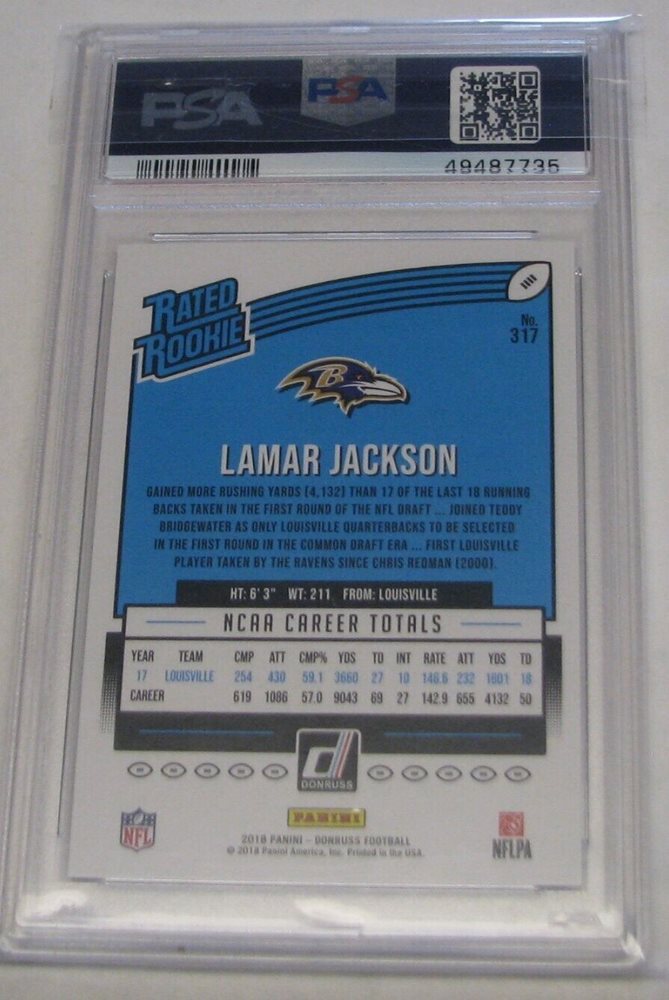 PSA PSA
49487735
RATED
ROOKIE
No.
317
B
LAMAR JACKSON
GAINED MORE RUSHING YARDS (4,132) THAN 17 OF THE LAST 18 RUNNING
BACKS TAKEN IN THE FIRST ROUND OF THE NFL DRAFT ... JOINED TEDDY
BRIDGEWATER AS ONLY LOUISVILLE QUARTERBACKS TO BE SELECTED
IN THE FIRST ROUND IN THE COMMON DRAFT ERA ... FIRST LOUISVILLE
PLAYER TAKEN BY THE RAVENS SINCE CHRIS REDMAN (2000).
HT: 6' 3" WT: 211 FROM: LOUISVILLE
NCAA CAREER TOTALS
YEAR TEAM CMP ATT CMP% YDS TD INT RATE ATT YDS TD
17 LOUISVILLE 254 430 59.1 3660 27 10 146.6 232 1601 18
CAREER 619 1086 57.0 9043 69 27 142.9 655 4132 50
d
DONRUSS
PANINI
NFL
2018 PANINI - DONRUSS FOOTBALL
© 2018 Panini America, Inc. Printed in the USA.
NFLPA